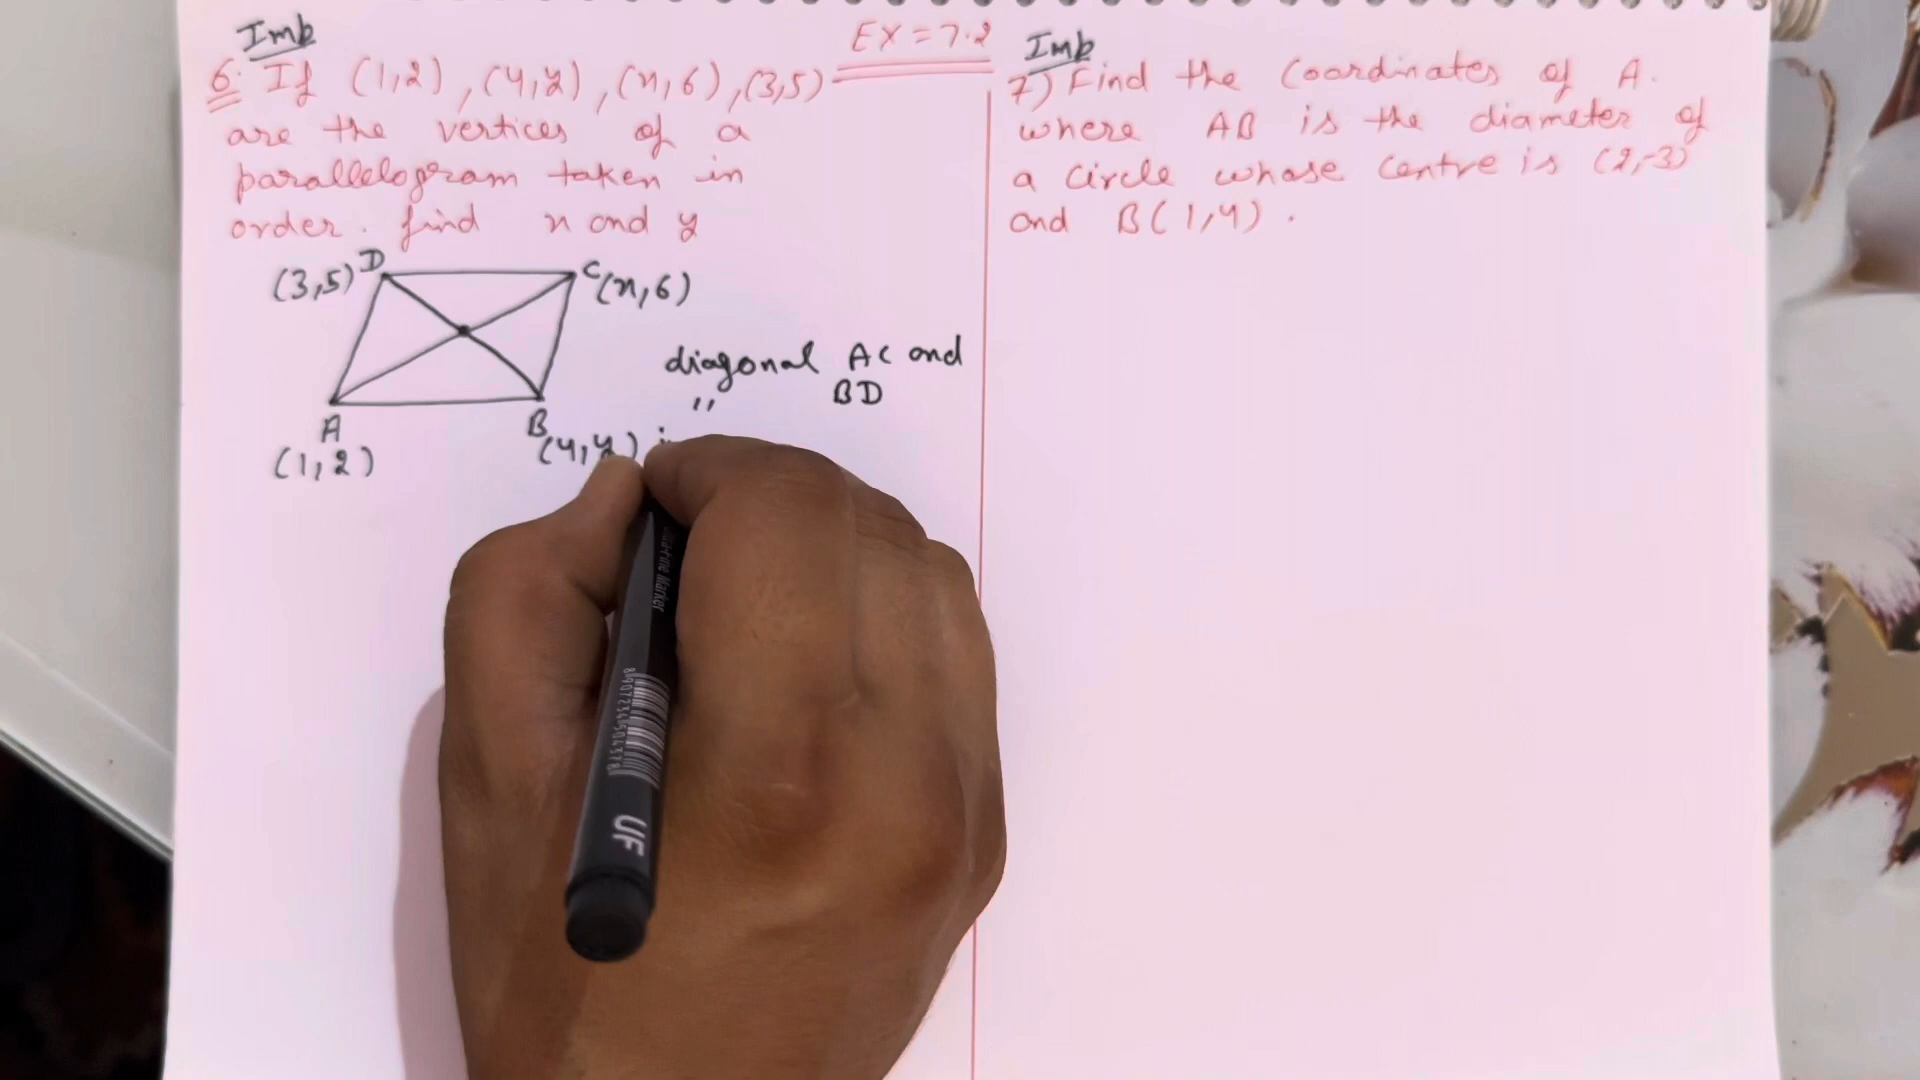 Imp
EX = 7.2
6. If (1,2), (4,y), (x,6), (3,5)
are the vertices of a
parallelogram taken in
order. find x and y
(3,5) D
C (x,6)
diagonal AC and
" BD
A
(1,2)
B
(4,y)
Imp
7) Find the Coordinates of A.
where AB is the diameter of
a circle whose centre is (2,-3)
and B(1,4).
Marker
8907234504378
UF